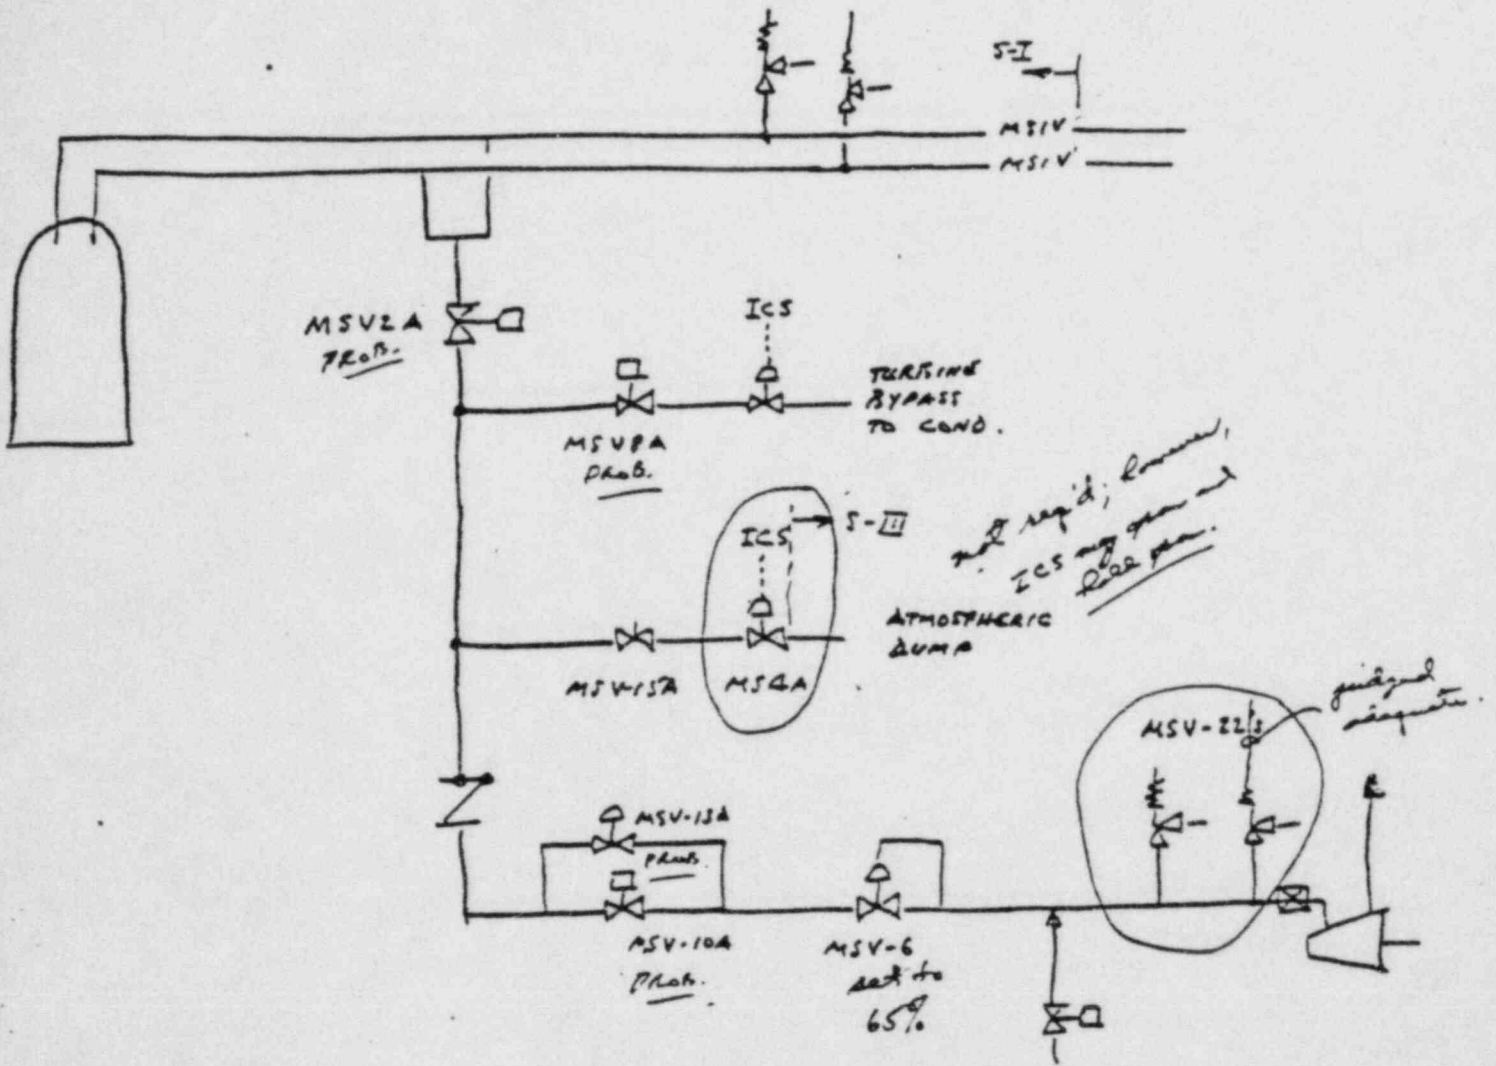 S-I
MSIV
MSIV
MSV2A
PROB.
ICS
TURBINE
BYPASS
TO COND.
MSV8A
PROB.
not req'd; however,
ICS may open and
ICS
S-III
ATMOSPHERIC
DUMP
MSV-15A
MS4A
judged
adequate.
MSV-22's
MSV-13A
PROB.
MSV-10A
PROB.
MSV-6
set to
65%